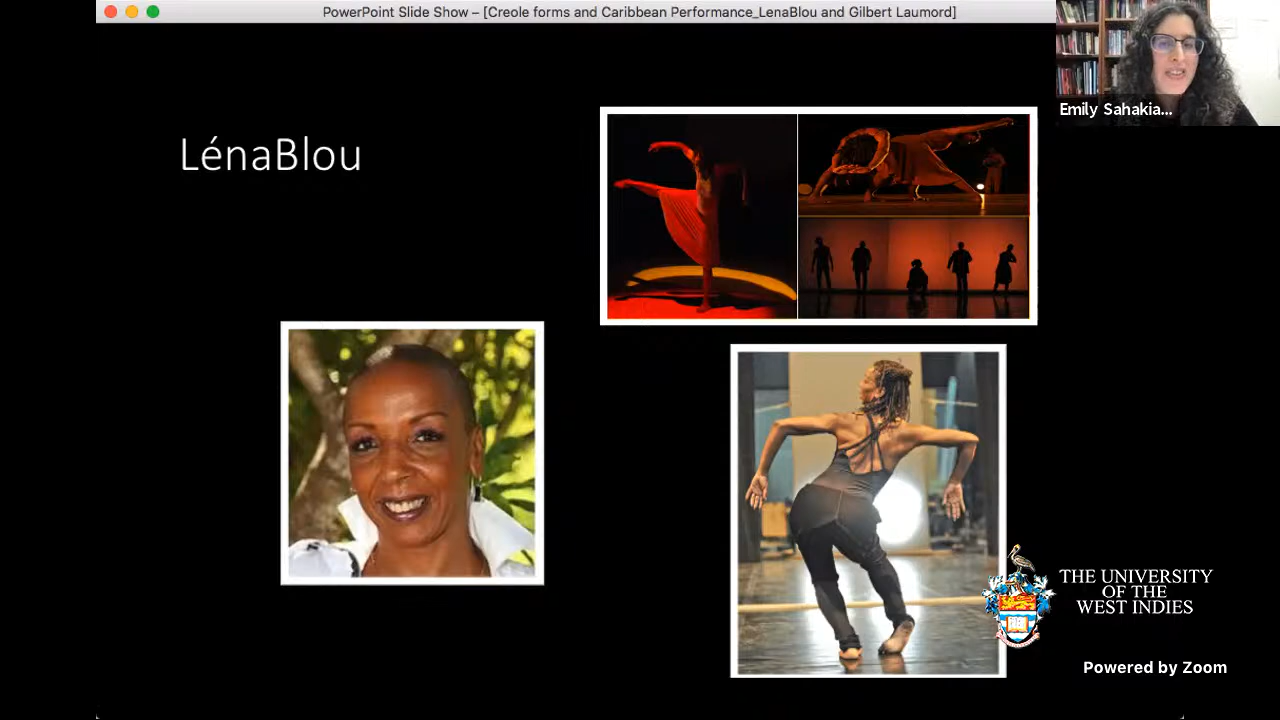 PowerPoint Slide Show – [Creole forms and Caribbean Performance_LenaBlou and Gilbert Laumord]
Emily Sahakia...
LénaBlou
THE UNIVERSITY
OF THE
WEST INDIES
Powered by Zoom